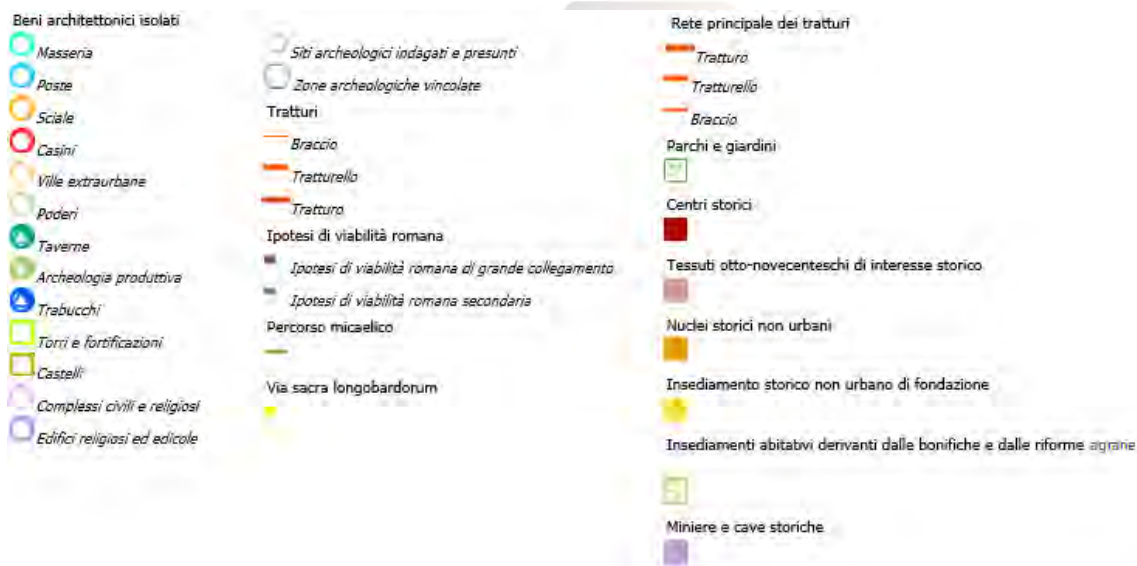 Beni architettonici isolati
Masseria
Poste
Sciale
Casini
Ville extraurbane
Poderi
Taverne
Archeologia produttiva
Trabucchi
Torri e fortificazioni
Castelli
Complessi civili e religiosi
Edifici religiosi ed edicole
Siti archeologici indagati e presunti
Zone archeologiche vincolate
Tratturi
Braccio
Tratturello
Tratturo
Ipotesi di viabilità romana
Ipotesi di viabilità romana di grande collegamento
Ipotesi di viabilità romana secondaria
Percorso micaelico
Via sacra longobardorum
Rete principale dei tratturi
Tratturo
Tratturello
Braccio
Parchi e giardini
Centri storici
Tessuti otto-novecenteschi di interesse storico
Nuclei storici non urbani
Insediamento storico non urbano di fondazione
Insediamenti abitativi derivanti dalle bonifiche e dalle riforme agrarie
Miniere e cave storiche